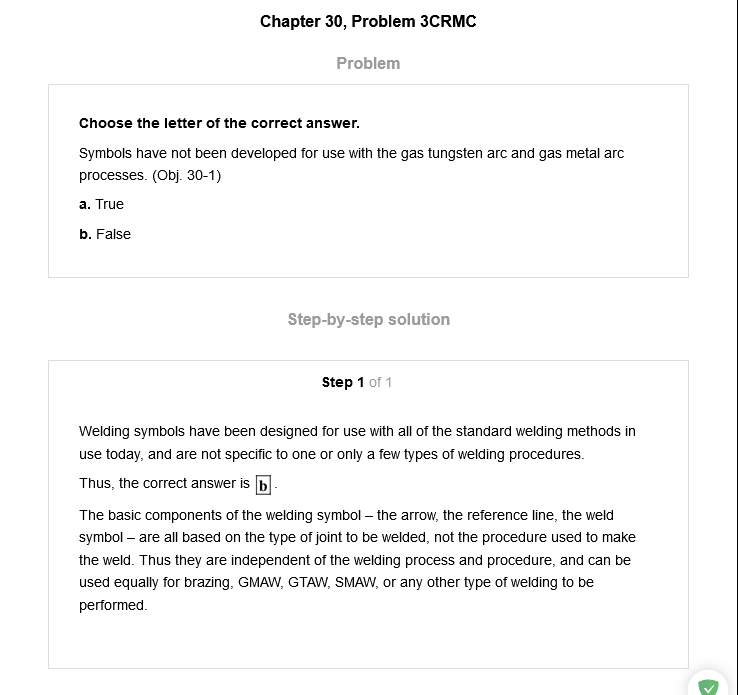 Chapter 30, Problem 3CRMC
Problem
Choose the letter of the correct answer.
Symbols have not been developed for use with the gas tungsten arc and gas metal arc
processes. (Obj. 30-1)
a. True
b. False
Step-by-step solution
Step 1 of 1
Welding symbols have been designed for use with all of the standard welding methods in
use today, and are not specific to one or only a few types of welding procedures.
Thus, the correct answer is b .
The basic components of the welding symbol – the arrow, the reference line, the weld
symbol – are all based on the type of joint to be welded, not the procedure used to make
the weld. Thus they are independent of the welding process and procedure, and can be
used equally for brazing, GMAW, GTAW, SMAW, or any other type of welding to be
performed.